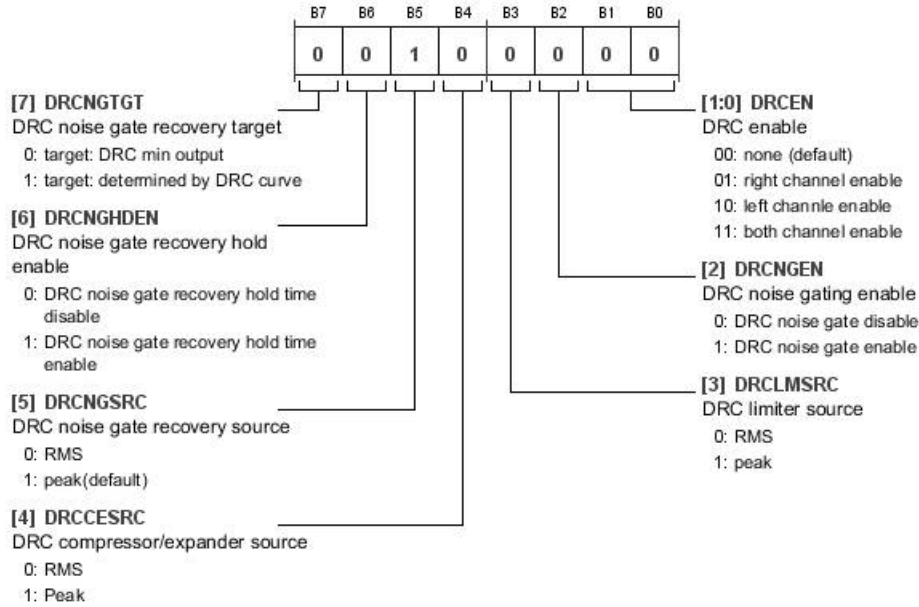 B7 B6 B5 B4 B3 B2 B1 B0
0 0 1 0 0 0 0 0
[7] DRCNGTGT
DRC noise gate recovery target
0: target: DRC min output
1: target: determined by DRC curve
[6] DRCNGHDEN
DRC noise gate recovery hold
enable
0: DRC noise gate recovery hold time
disable
1: DRC noise gate recovery hold time
enable
[5] DRCNGSRC
DRC noise gate recovery source
0: RMS
1: peak(default)
[4] DRCCESRC
DRC compressor/expander source
0: RMS
1: Peak
[1:0] DRCEN
DRC enable
00: none (default)
01: right channel enable
10: left channle enable
11: both channel enable
[2] DRCNGEN
DRC noise gating enable
0: DRC noise gate disable
1: DRC noise gate enable
[3] DRCLMSRC
DRC limiter source
0: RMS
1: peak